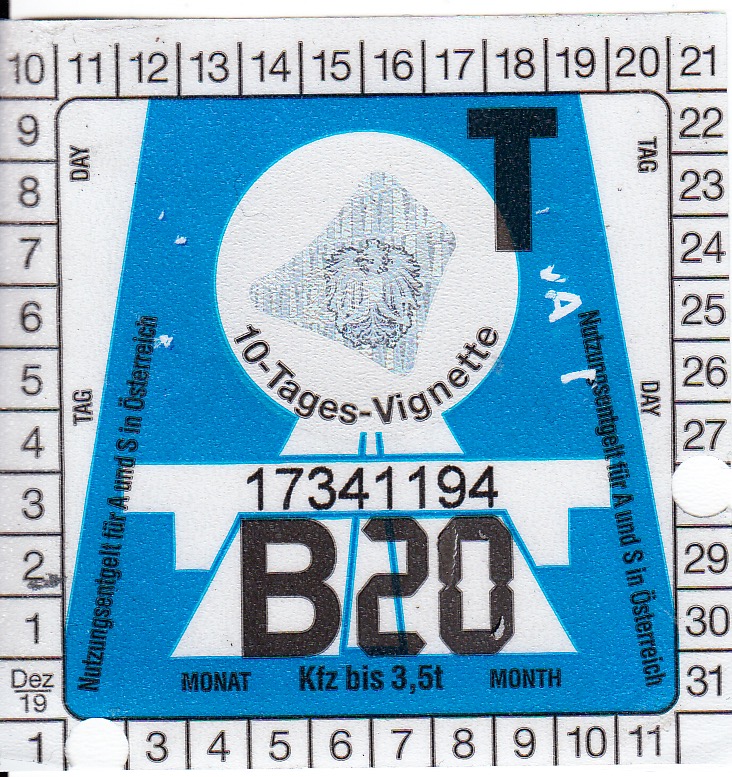 10 11 12 13 14 15 16 17 18 19 20 21
9 22
8 23
7 24
6 25
5 26
4 27
3
2 29
1 30
Dez
19 31
1 3 4 5 6 7 8 9 10 11
DAY
TAG
T
10-Tages-Vignette
TAG
DAY
Nutzungsentgelt für A und S in Österreich
Nutzungsentgelt für A und S in Österreich
17341194
B20
MONAT Kfz bis 3,5t MONTH